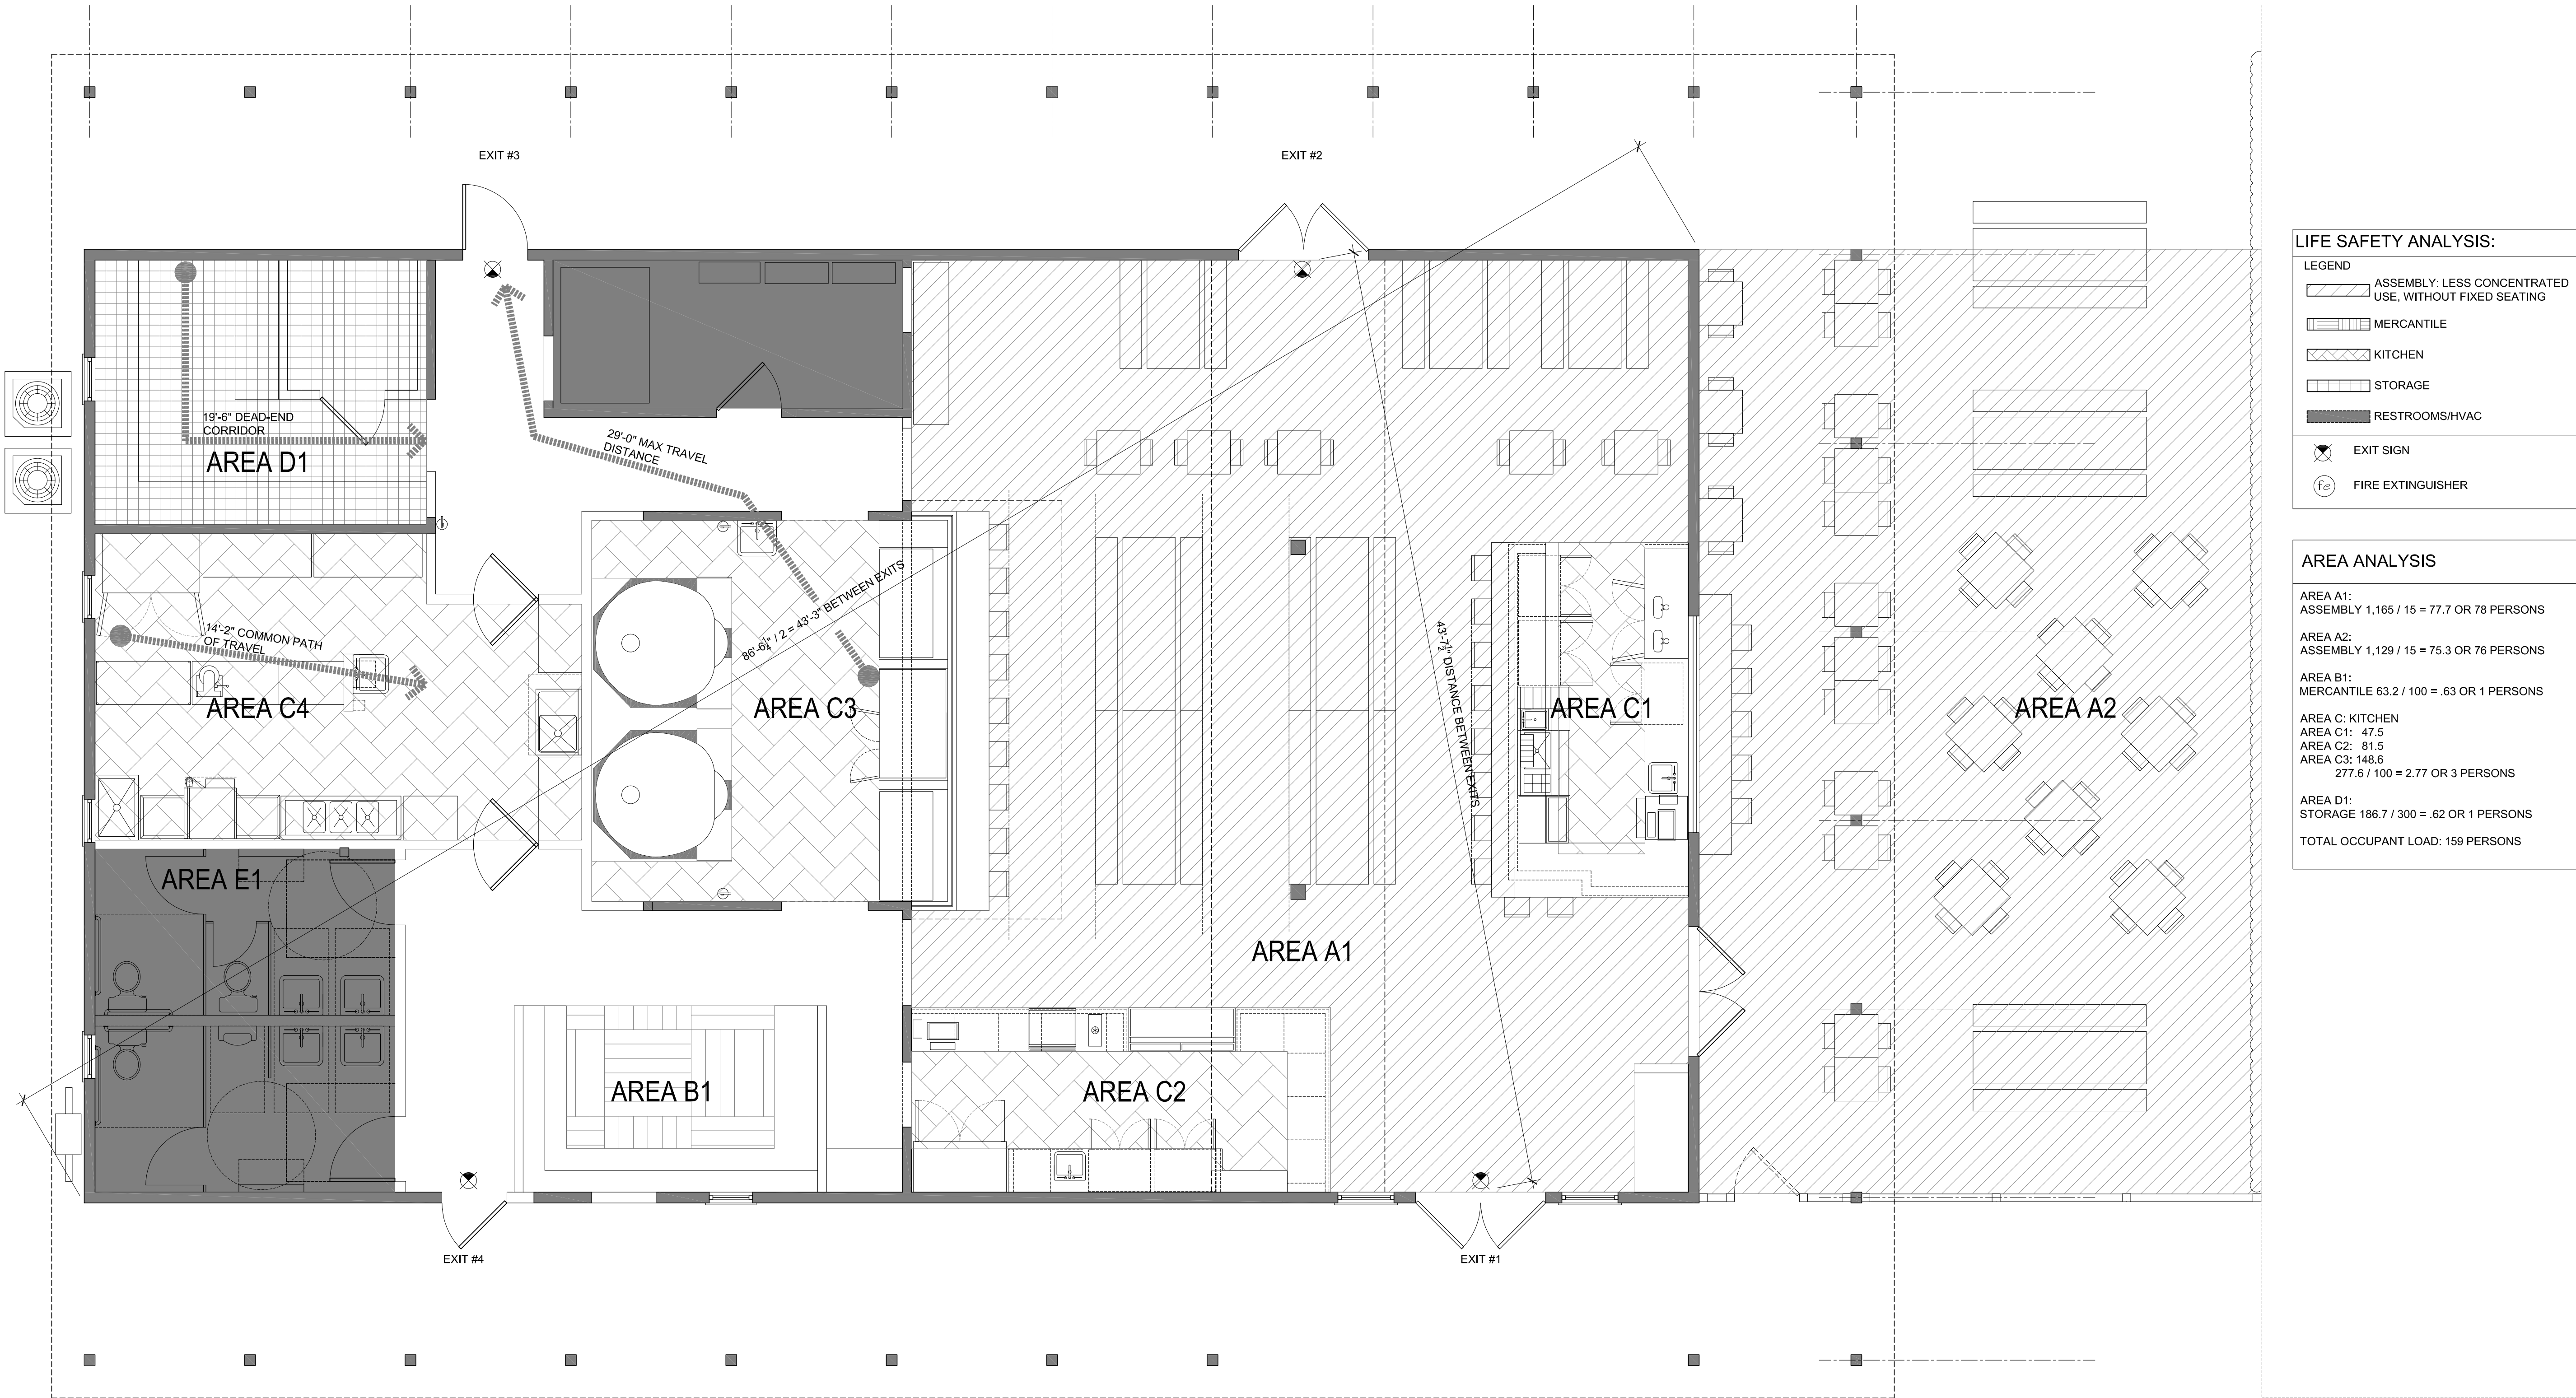 EXIT #3
EXIT #2
19'-6" DEAD-END
CORRIDOR
AREA D1
29'-0" MAX TRAVEL
DISTANCE
14'-2" COMMON PATH
OF TRAVEL
AREA C4
86'-6¼" / 2 = 43'-3" BETWEEN EXITS
AREA C3
43'-7½" DISTANCE BETWEEN EXITS
AREA C1
AREA A2
AREA E1
AREA A1
AREA B1
AREA C2
EXIT #4
EXIT #1
LIFE SAFETY ANALYSIS:
LEGEND
ASSEMBLY: LESS CONCENTRATED
USE, WITHOUT FIXED SEATING
MERCANTILE
KITCHEN
STORAGE
RESTROOMS/HVAC
EXIT SIGN
fe FIRE EXTINGUISHER
AREA ANALYSIS
AREA A1:
ASSEMBLY 1,165 / 15 = 77.7 OR 78 PERSONS
AREA A2:
ASSEMBLY 1,129 / 15 = 75.3 OR 76 PERSONS
AREA B1:
MERCANTILE 63.2 / 100 = .63 OR 1 PERSONS
AREA C: KITCHEN
AREA C1: 47.5
AREA C2: 81.5
AREA C3: 148.6
277.6 / 100 = 2.77 OR 3 PERSONS
AREA D1:
STORAGE 186.7 / 300 = .62 OR 1 PERSONS
TOTAL OCCUPANT LOAD: 159 PERSONS